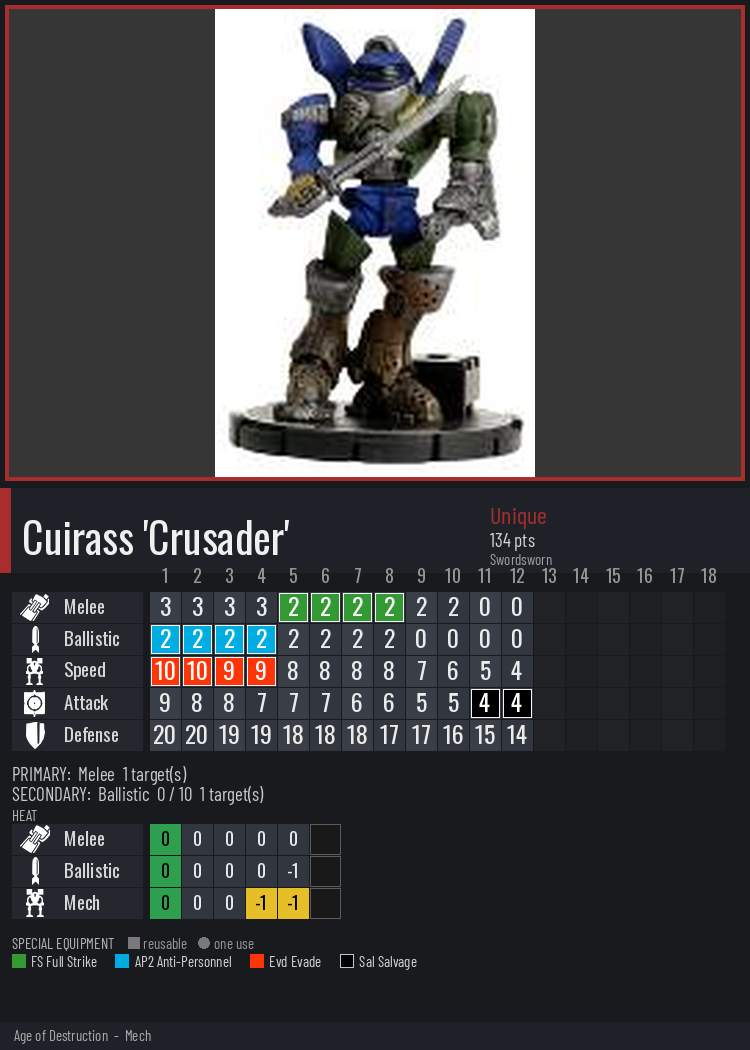 Cuirass 'Crusader'
Unique
134 pts
Swordsworn
1 2 3 4 5 6 7 8 9 10 11 12 13 14 15 16 17 18
Melee 3 3 3 3 2 2 2 2 2 2 0 0
Ballistic 2 2 2 2 2 2 2 2 0 0 0 0
Speed 10 10 9 9 8 8 8 8 7 6 5 4
Attack 9 8 8 7 7 7 6 6 5 5 4 4
Defense 20 20 19 19 18 18 18 17 17 16 15 14
PRIMARY: Melee 1 target(s)
SECONDARY: Ballistic 0 / 10 1 target(s)
HEAT
Melee 0 0 0 0 0
Ballistic 0 0 0 0 -1
Mech 0 0 0 -1 -1
SPECIAL EQUIPMENT reusable one use
FS Full Strike AP2 Anti-Personnel Evd Evade Sal Salvage
Age of Destruction - Mech